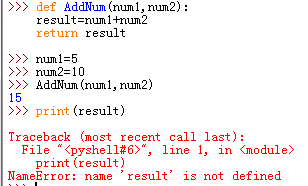 >>> def AddNum(num1,num2):
        result=num1+num2
        return result

>>> num1=5
>>> num2=10
>>> AddNum(num1,num2)
15
>>> print(result)

Traceback (most recent call last):
  File "<pyshell#6>", line 1, in <module>
    print(result)
NameError: name 'result' is not defined
>>>